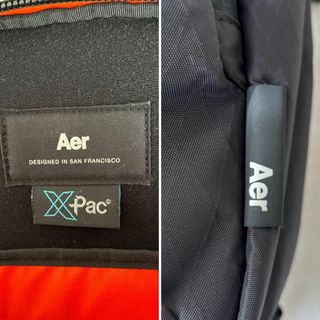 Aer
DESIGNED IN SAN FRANCISCO
X-Pac®
Aer